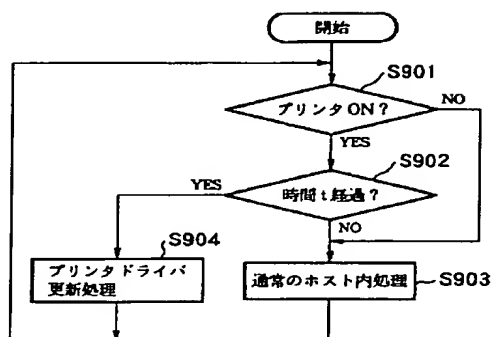 開始
S901
プリンタON?
NO
YES
S902
YES
時間t経過?
NO
S904
プリンタドライバ
更新処理
通常のホスト内処理
S903